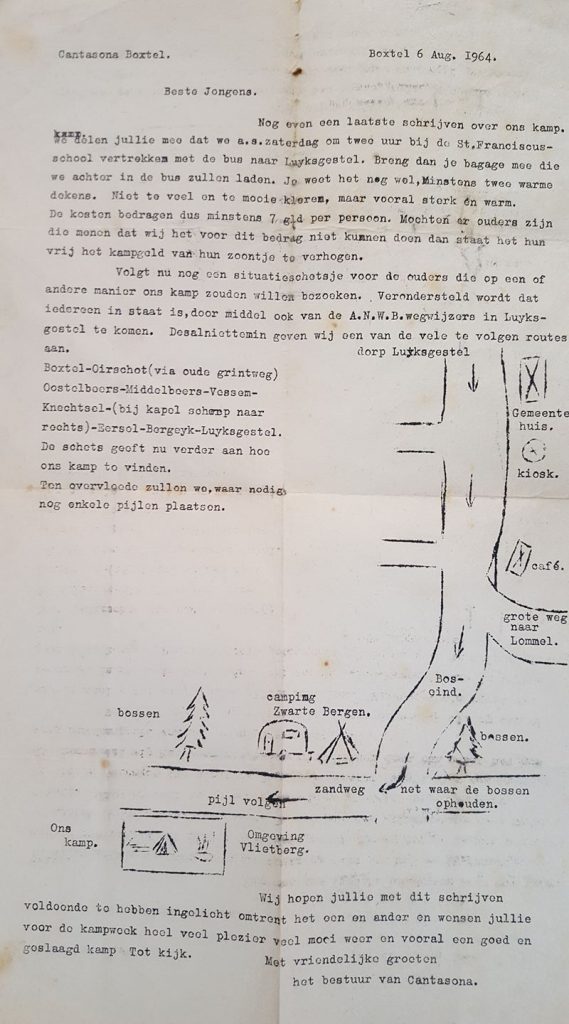 Cantasona Boxtel. Boxtel 6 Aug. 1964.
Beste Jongens.
Nog even een laatste schrijven over ons kamp.
kamp.
We delen jullie mee dat we a.s.zaterdag om twee uur bij de St.Franciscus-
school vertrekken met de bus naar Luyksgestel. Breng dan je bagage mee die
we achter in de bus zullen laden. Je weet het nog wel,Minstens twee warme
dekens. Niet te veel en te mooie kleren, maar vooral sterk én warm.
De kosten bedragen dus minstens 7 gld per persoon. Mochten er ouders zijn
die menen dat wij het voor dit bedrag niet kunnen doen dan staat het hun
vrij het kampgeld van hun zoontje te verhogen.
Volgt nu nog een situatieschetsje voor de ouders die op een of
andere manier ons kamp zouden willen bezoeken. Verondersteld wordt dat
iedereen in staat is,door middel ook van de A.N.W.B.wegwijzers in Luyks-
gestel te komen. Desalniettemin geven wij een van de vele te volgen routes
aan.
dorp Luyksgestel
Boxtel-Oirschot(via oude grintweg)
Oostelbeers-Middelbeers-Vessem-
Knechtsel-(bij kapel scherp naar
rechts)-Eersel-Bergeyk-Luyksgestel.
De schets geeft nu verder aan hoe
ons kamp te vinden.
Ten overvloede zullen we,waar nodig,
nog enkele pijlen plaatsen.
Gemeente
huis.
kiosk.
café.
grote weg
naar
Lommel.
Bos-
eind.
bossen
camping
Zwarte Bergen.
bossen.
zandweg
net waar de bossen
ophouden.
pijl volgen
Ons
kamp.
Omgeving
Vlietberg.
Wij hopen jullie met dit schrijven
voldoende te hebben ingelicht omtrent het een en ander en wensen jullie
voor de kampweek heel veel plezier veel mooi weer en vooral een goed en
geslaagd kamp Tot kijk.
Met vriendelijke groeten
het bestuur van Cantasona.